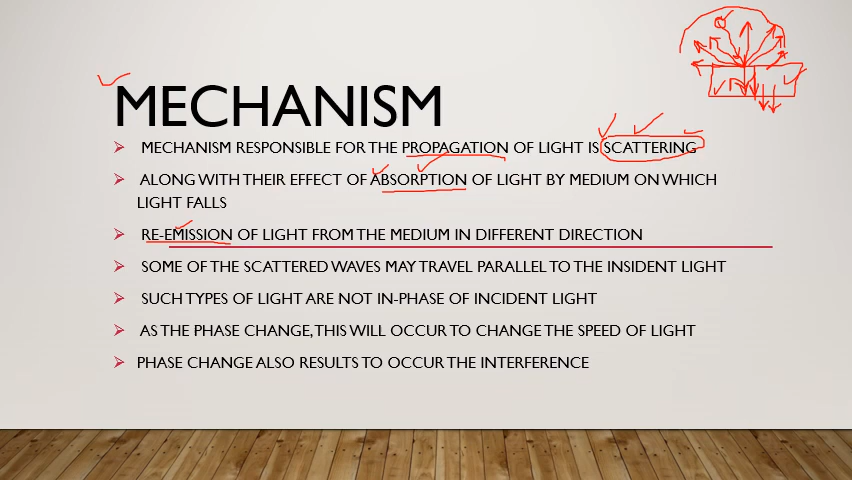 MECHANISM
MECHANISM RESPONSIBLE FOR THE PROPAGATION OF LIGHT IS SCATTERING
ALONG WITH THEIR EFFECT OF ABSORPTION OF LIGHT BY MEDIUM ON WHICH
LIGHT FALLS
RE-EMISSION OF LIGHT FROM THE MEDIUM IN DIFFERENT DIRECTION
SOME OF THE SCATTERED WAVES MAY TRAVEL PARALLEL TO THE INSIDENT LIGHT
SUCH TYPES OF LIGHT ARE NOT IN-PHASE OF INCIDENT LIGHT
AS THE PHASE CHANGE, THIS WILL OCCUR TO CHANGE THE SPEED OF LIGHT
PHASE CHANGE ALSO RESULTS TO OCCUR THE INTERFERENCE